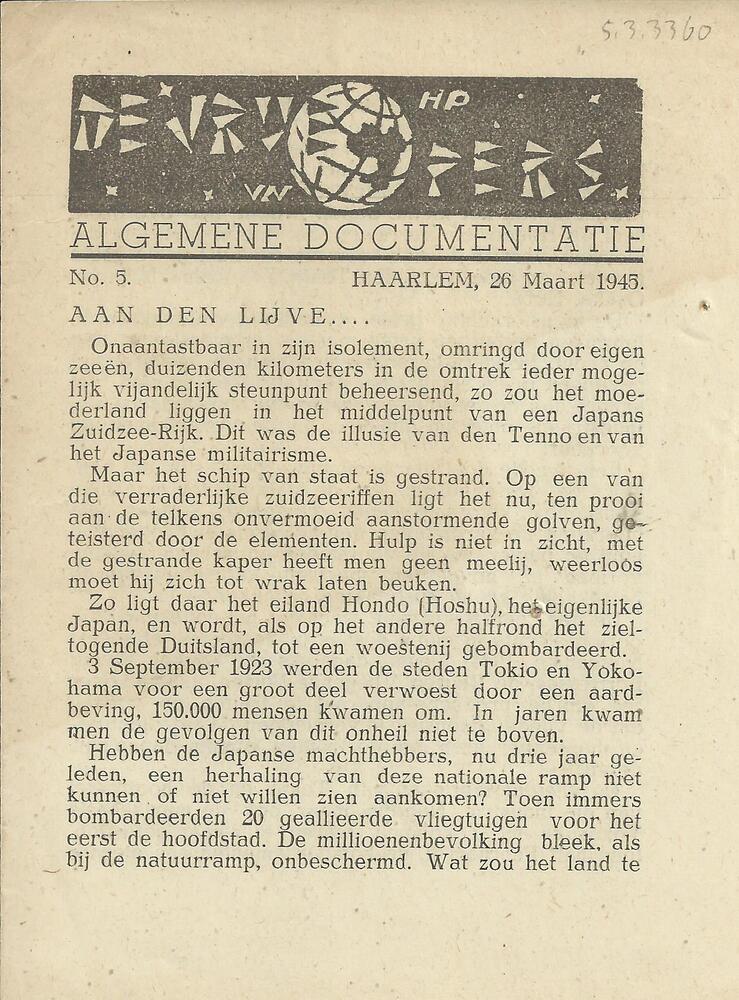 5.3.3360
DE VRIJE HP
VN PERS
ALGEMENE DOCUMENTATIE
No. 5. HAARLEM, 26 Maart 1945.
AAN DEN LIJVE....
Onaantastbaar in zijn isolement, omringd door eigen
zeeën, duizenden kilometers in de omtrek ieder moge-
lijk vijandelijk steunpunt beheersend, zo zou het moe-
derland liggen in het middelpunt van een Japans
Zuidzee-Rijk. Dit was de illusie van den Tenno en van
het Japanse militairisme.
Maar het schip van staat is gestrand. Op een van
die verraderlijke zuidzeeriffen ligt het nu, ten prooi
aan de telkens onvermoeid aanstormende golven, ge-
teisterd door de elementen. Hulp is niet in zicht, met
de gestrande kaper heeft men geen meelij, weerloos
moet hij zich tot wrak laten beuken.
Zo ligt daar het eiland Hondo (Hoshu), het eigenlijke
Japan, en wordt, als op het andere halfrond het ziel-
togende Duitsland, tot een woestenij gebombardeerd.
3 September 1923 werden de steden Tokio en Yoko-
hama voor een groot deel verwoest door een aard-
beving, 150.000 mensen kwamen om. In jaren kwam
men de gevolgen van dit onheil niet te boven.
Hebben de Japanse machthebbers, nu drie jaar ge-
leden, een herhaling van deze nationale ramp niet
kunnen of niet willen zien aankomen? Toen immers
bombardeerden 20 geallieerde vliegtuigen voor het
eerst de hoofdstad. De millioenenbevolking bleek, als
bij de natuurramp, onbeschermd. Wat zou het land te